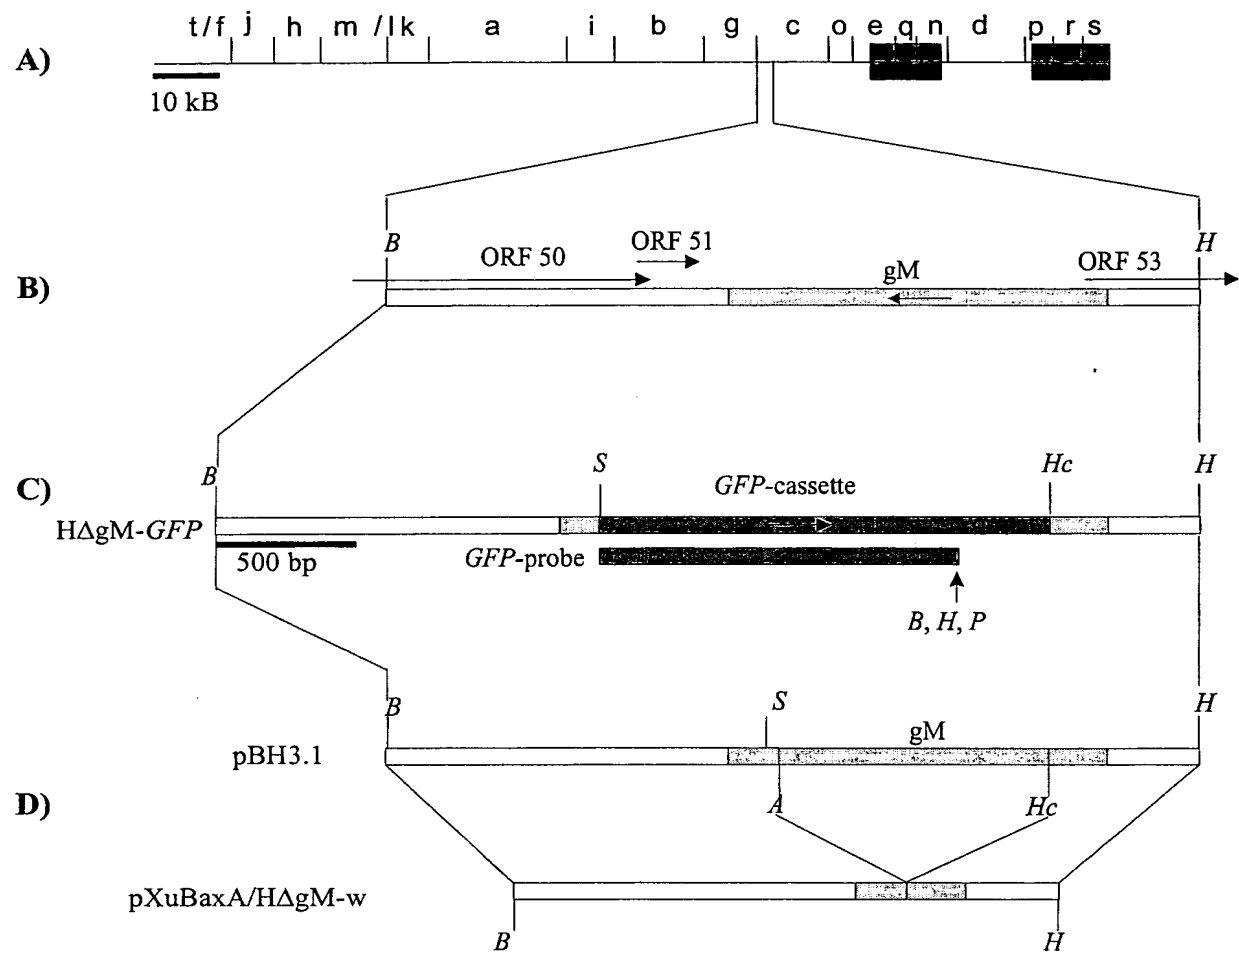 t/f j h m /l k a i b g c o e q n d p r s
A)
10 kB
B H
ORF 50 ORF 51 gM ORF 53
B)
B S Hc H
GFP-cassette
C)
HΔgM-GFP
500 bp GFP-probe
B, H, P
B S H
gM
pBH3.1
D)
A Hc
pXuBaxA/HΔgM-w
B H